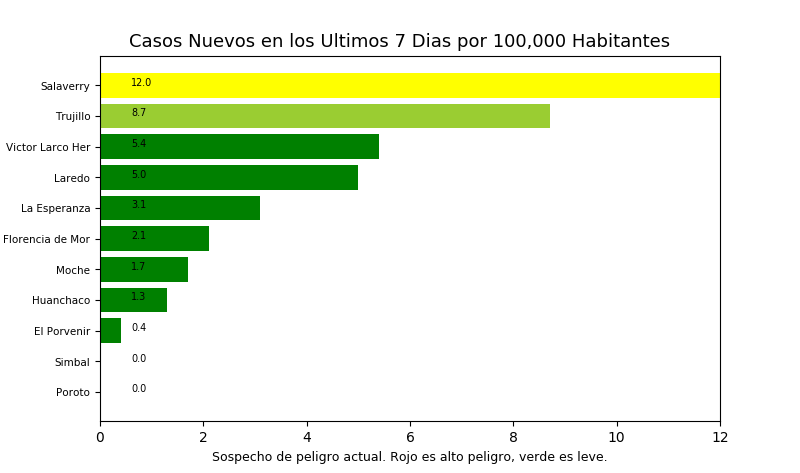 Casos Nuevos en los Ultimos 7 Dias por 100,000 Habitantes
Salaverry 12.0
Trujillo 8.7
Victor Larco Her 5.4
Laredo 5.0
La Esperanza 3.1
Florencia de Mor 2.1
Moche 1.7
Huanchaco 1.3
El Porvenir 0.4
Simbal 0.0
Poroto 0.0
0 2 4 6 8 10 12
Sospecho de peligro actual. Rojo es alto peligro, verde es leve.